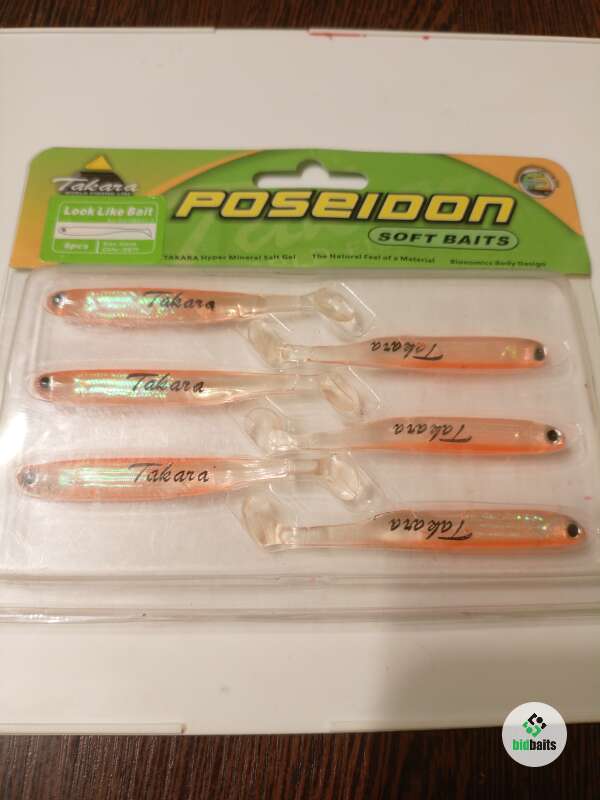 Takara
POSEIDON
Look Like Bait
SOFT BAITS
6pcs
TAKARA Hyper Mineral Salt Gel
The Natural Feel of a Material
Bionomics Body Design
Takara
Takara
Takara
Takara
Takara
Takara
bidbaits